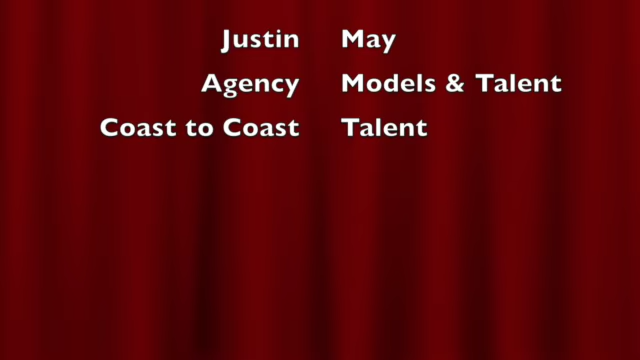 Justin May
Agency Models & Talent
Coast to Coast Talent